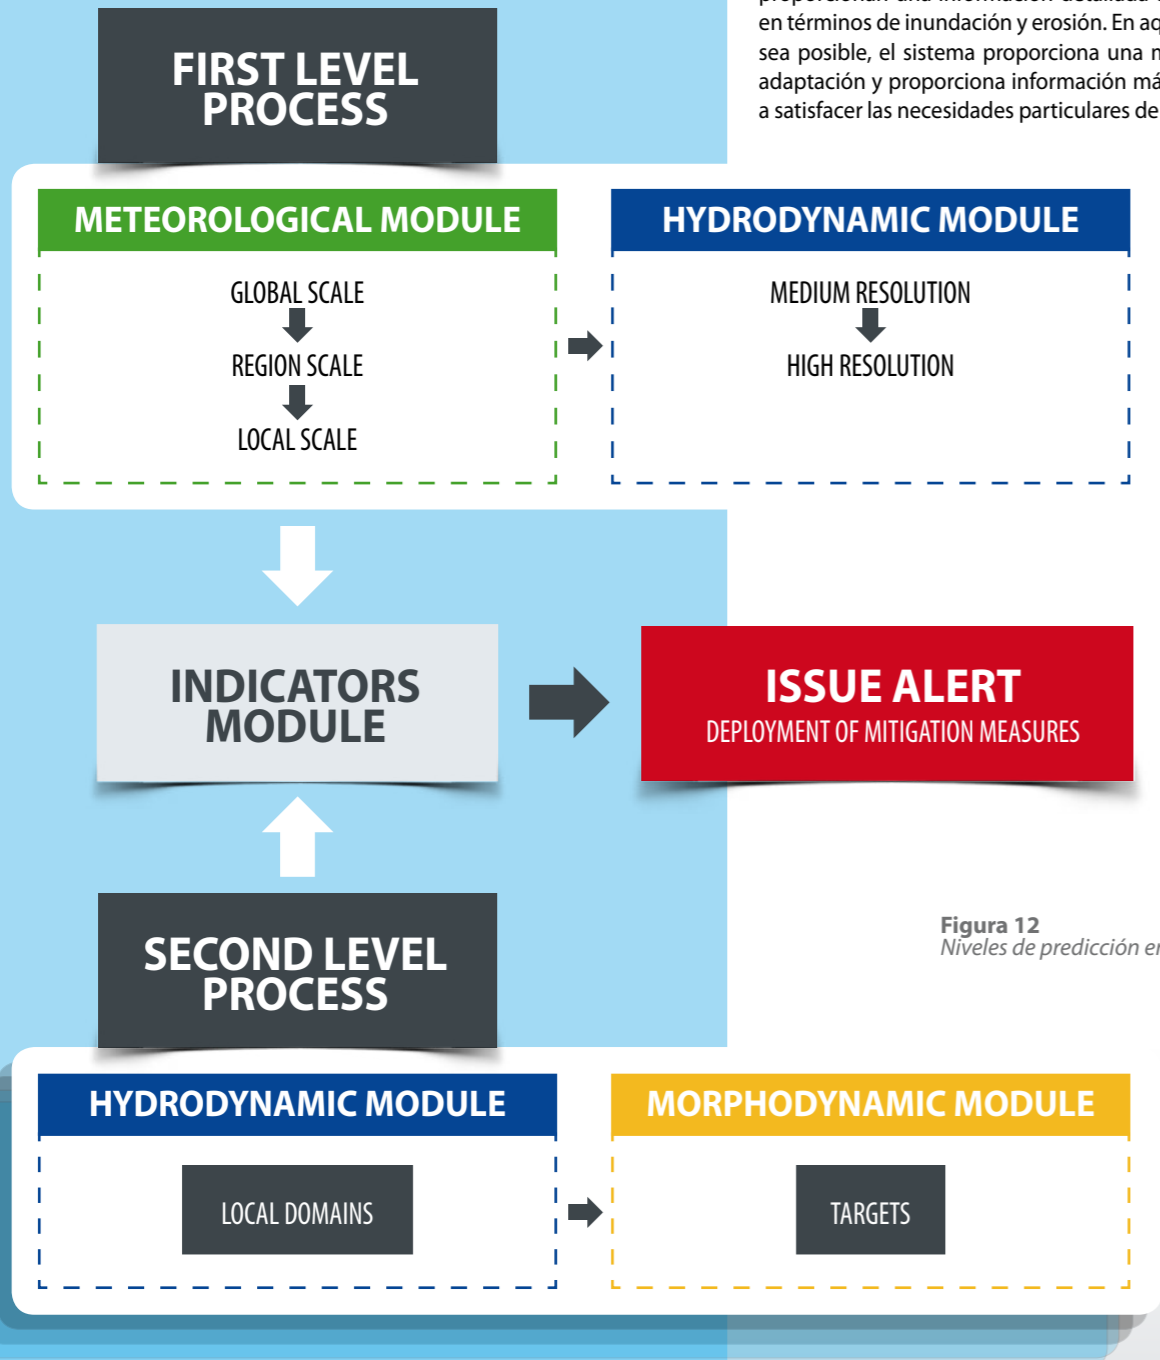 en términos de inundación y erosión. En
sea posible, el sistema proporciona una
adaptación y proporciona información
a satisfacer las necesidades particulares de
FIRST LEVEL
PROCESS
METEOROLOGICAL MODULE
GLOBAL SCALE
REGION SCALE
LOCAL SCALE
HYDRODYNAMIC MODULE
MEDIUM RESOLUTION
HIGH RESOLUTION
INDICATORS
MODULE
ISSUE ALERT
DEPLOYMENT OF MITIGATION MEASURES
Figura 12
Niveles de predicción
SECOND LEVEL
PROCESS
HYDRODYNAMIC MODULE
LOCAL DOMAINS
MORPHODYNAMIC MODULE
TARGETS